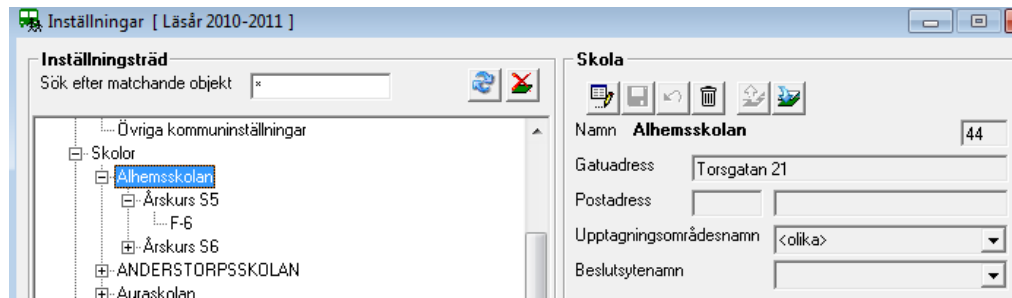 Inställningar [ Läsår 2010-2011 ]
Inställningsträd
Sök efter matchande objekt *
Övriga kommuninställningar
Skolor
Alhemsskolan
Årskurs S5
F-6
Årskurs S6
ANDERSTORPSSKOLAN
Auraskolan
Skola
Namn Alhemsskolan 44
Gatuadress Torsgatan 21
Postadress
Upptagningsområdesnamn <olika>
Beslutsytenamn